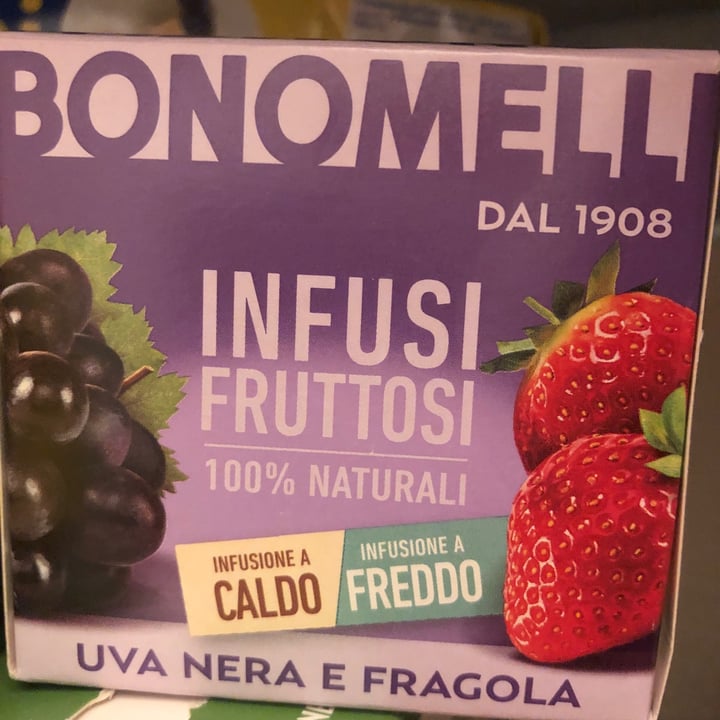 BONOMELLI
DAL 1908
INFUSI
FRUTTOSI
100% NATURALI
INFUSIONE A
CALDO
INFUSIONE A
FREDDO
UVA NERA E FRAGOLA